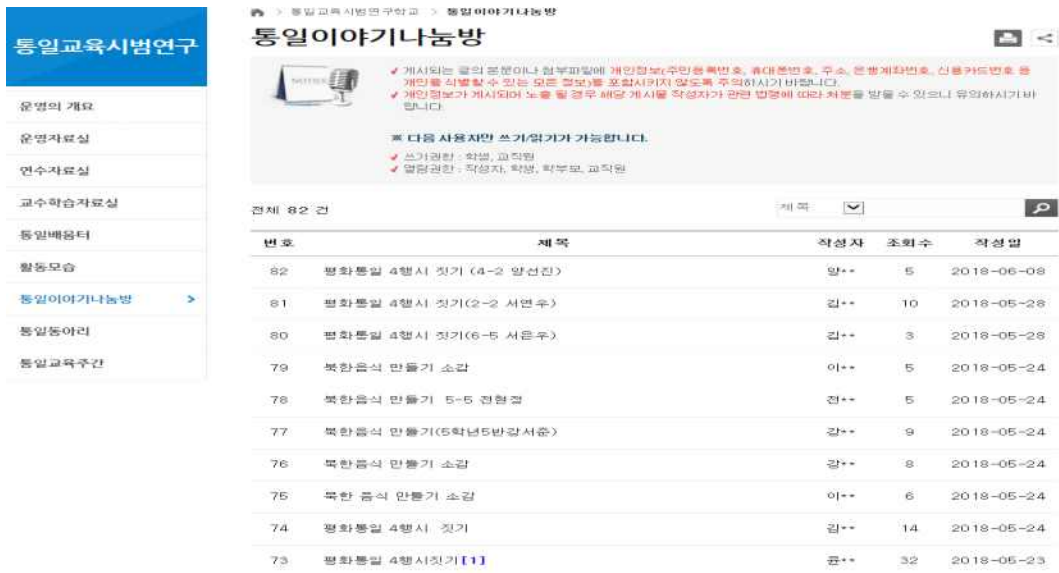 통일교육시범연구
운영의 개요
운영자료실
연수자료실
교수학습자료실
통일배움터
활동모습
통일이야기나눔방 >
통일동아리
통일교육주간
> 통일교육시범연구학교 > 통일이야기나눔방
통일이야기나눔방
NOTICE
✓ 게시되는 글의 본문이나 첨부파일에 개인정보(주민등록번호, 휴대폰번호, 주소, 은행계좌번호, 신용카드번호 등
개인을 식별할 수 있는 모든 정보)를 포함시키지 않도록 주의하시기 바랍니다.
✓ 개인정보가 게시되어 노출 될 경우 해당 게시물 작성자가 관련 법령에 따라 처분을 받을 수 있으니 유의하시기 바
랍니다.
※ 다음 사용자만 쓰기/읽기가 가능합니다.
✓ 쓰기권한 : 학생, 교직원
✓ 열람권한 : 작성자, 학생, 학부모, 교직원
전체 82 건 제목
번호 제목 작성자 조회수 작성일
82 평화통일 4행시 짓기 (4-2 양선진) 양** 5 2018-06-08
81 평화통일 4행시 짓기(2-2 서연우) 김** 10 2018-05-28
80 평화통일 4행시 짓기(6-5 서은우) 김** 3 2018-05-28
79 북한음식 만들기 소감 이** 5 2018-05-24
78 북한음식 만들기 5-5 전현정 전** 5 2018-05-24
77 북한음식 만들기(5학년5반강서준) 강** 9 2018-05-24
76 북한음식 만들기 소감 강** 8 2018-05-24
75 북한 음식 만들기 소감 이** 6 2018-05-24
74 평화통일 4행시 짓기 김** 14 2018-05-24
73 평화통일 4행시짓기[1] 윤** 32 2018-05-23